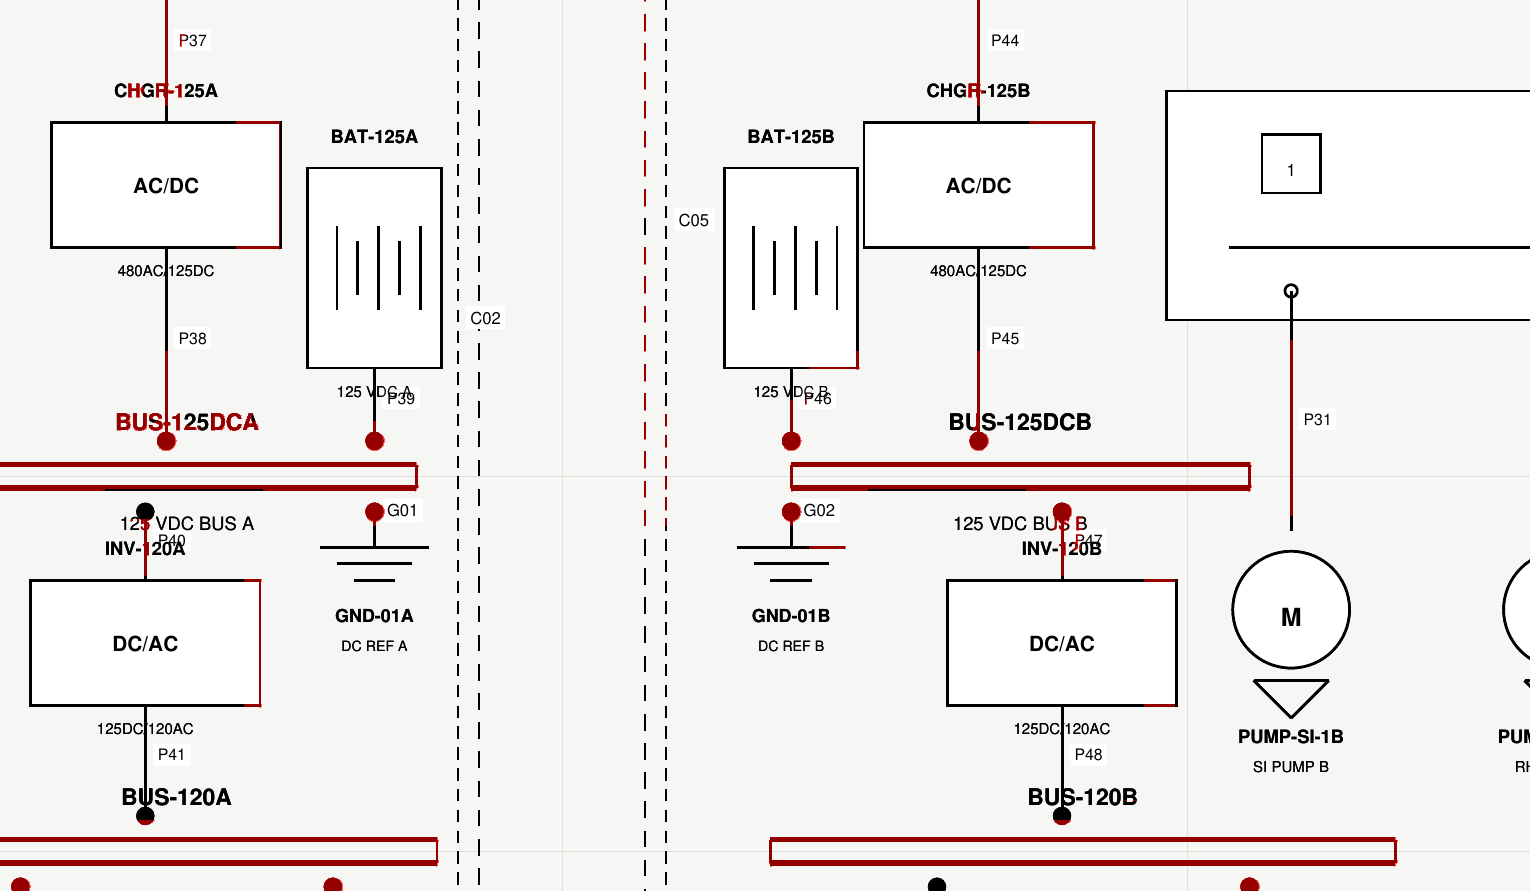 P37
P44
CHGR-125A
CHGR-125B
BAT-125A
BAT-125B
1
AC/DC
AC/DC
C05
480AC/125DC
480AC/125DC
C02
P38
P45
125 VDC A
P39
125 VDC B
P46
BUS-125DCA
BUS-125DCB
P31
G01
G02
125 VDC BUS A
125 VDC BUS B
P40
P47
INV-120A
INV-120B
GND-01A
GND-01B
M
DC/AC
DC REF A
DC REF B
DC/AC
125DC/120AC
125DC/120AC
PUMP-SI-1B
PUM
P41
P48
SI PUMP B
RH
BUS-120A
BUS-120B